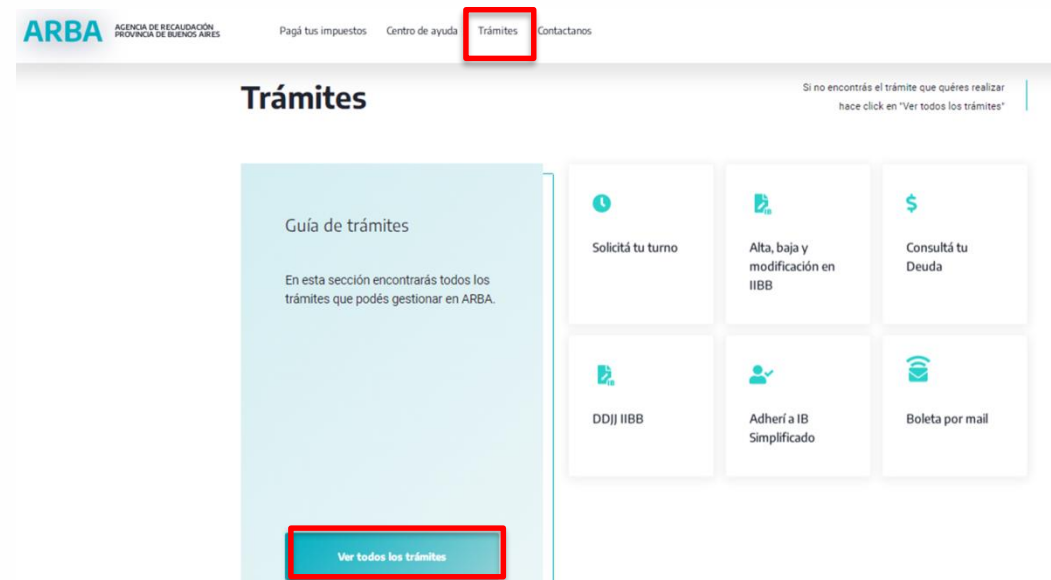 ARBA
AGENCIA DE RECAUDACIÓN
PROVINCIA DE BUENOS AIRES
Pagá tus impuestos
Centro de ayuda
Trámites
Contactanos
Trámites
Si no encontrás el trámite que quéres realizar
hace click en "Ver todos los trámites"
Guía de trámites
En esta sección encontrarás todos los
trámites que podés gestionar en ARBA.
Ver todos los trámites
Solicitá tu turno
IB
Alta, baja y
modificación en
IIBB
$
Consultá tu
Deuda
IB
DDJJ IIBB
Adherí a IB
Simplificado
Boleta por mail